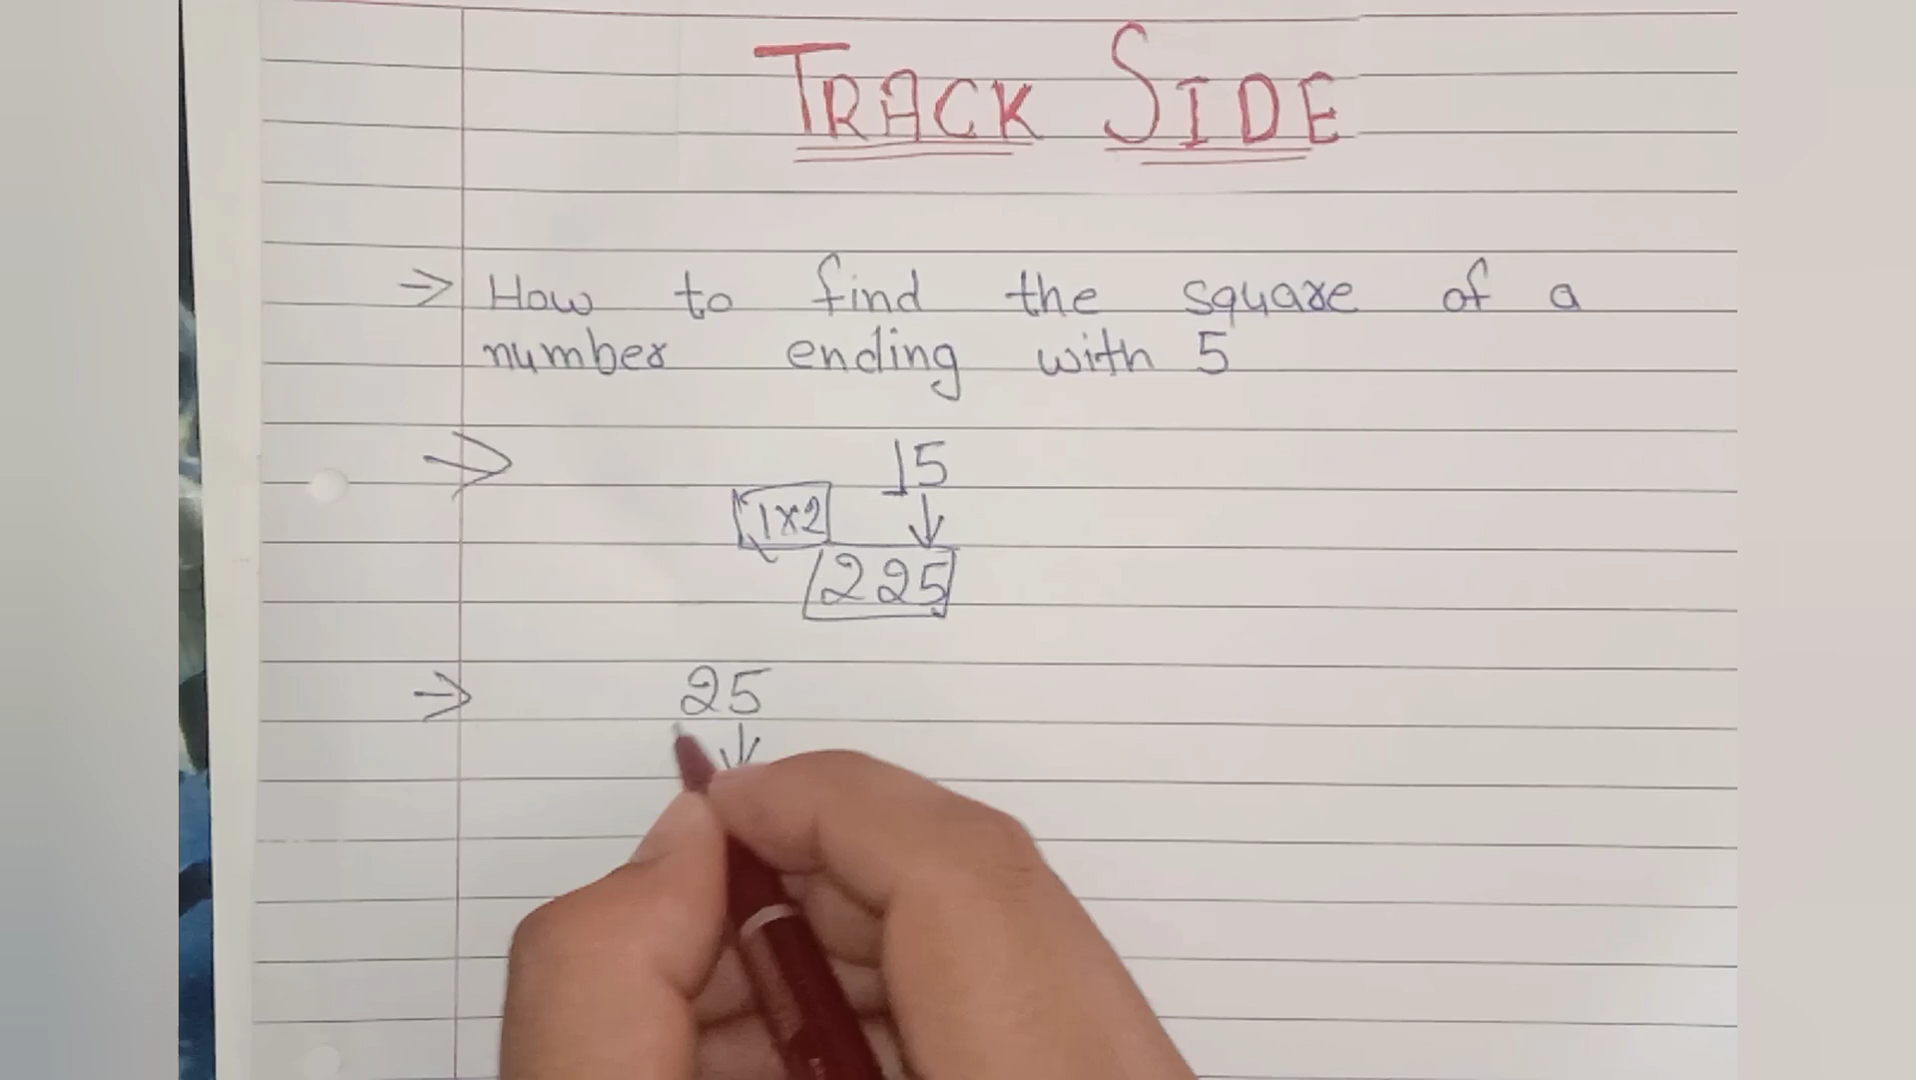 TRACK SIDE
⇒ How to find the square of a
number ending with 5
⇒ 15
1x2 ↓
225
⇒ 25
↓